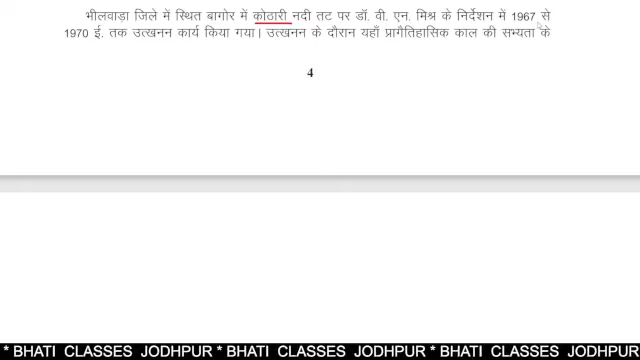 भीलवाड़ा जिले में स्थित बागोर में कोठारी नदी तट पर डॉ. वी. एन. मिश्र के निर्देशन में 1967 से
1970 ई. तक उत्खनन कार्य किया गया। उत्खनन के दौरान यहाँ प्रागैतिहासिक काल की सभ्यता के
4
* BHATI CLASSES JODHPUR * BHATI CLASSES JODHPUR * BHATI CLASSES JODHPUR * BHATI CLASSES JODHPUR